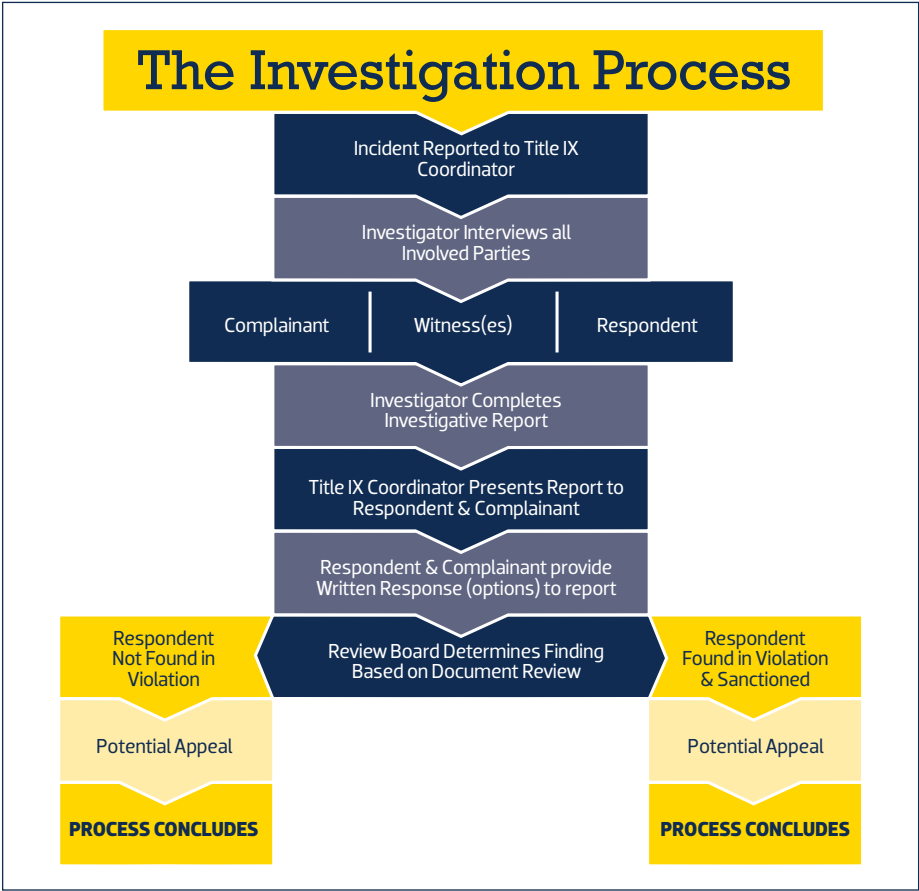 The Investigation Process
Incident Reported to Title IX
Coordinator
Investigator Interviews all
Involved Parties
Complainant
Witness(es)
Respondent
Investigator Completes
Investigative Report
Title IX Coordinator Presents Report to
Respondent & Complainant
Respondent & Complainant provide
Written Response (options) to report
Review Board Determines Finding
Based on Document Review
Respondent
Not Found in
Violation
Potential Appeal
PROCESS CONCLUDES
Respondent
Found in Violation
& Sanctioned
Potential Appeal
PROCESS CONCLUDES